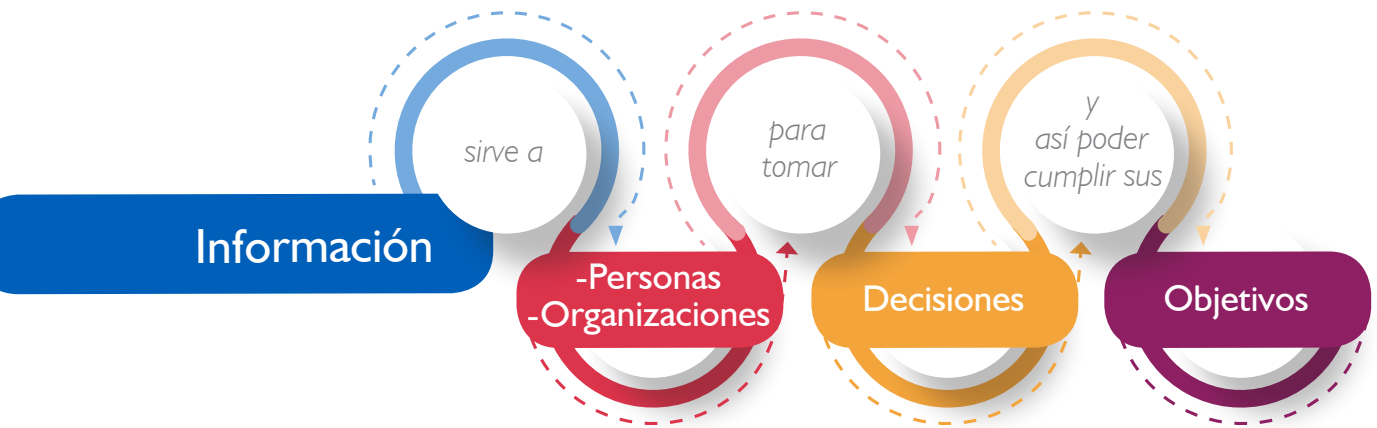 Información
sirve a
-Personas
-Organizaciones
para
tomar
Decisiones
y
así poder
cumplir sus
Objetivos